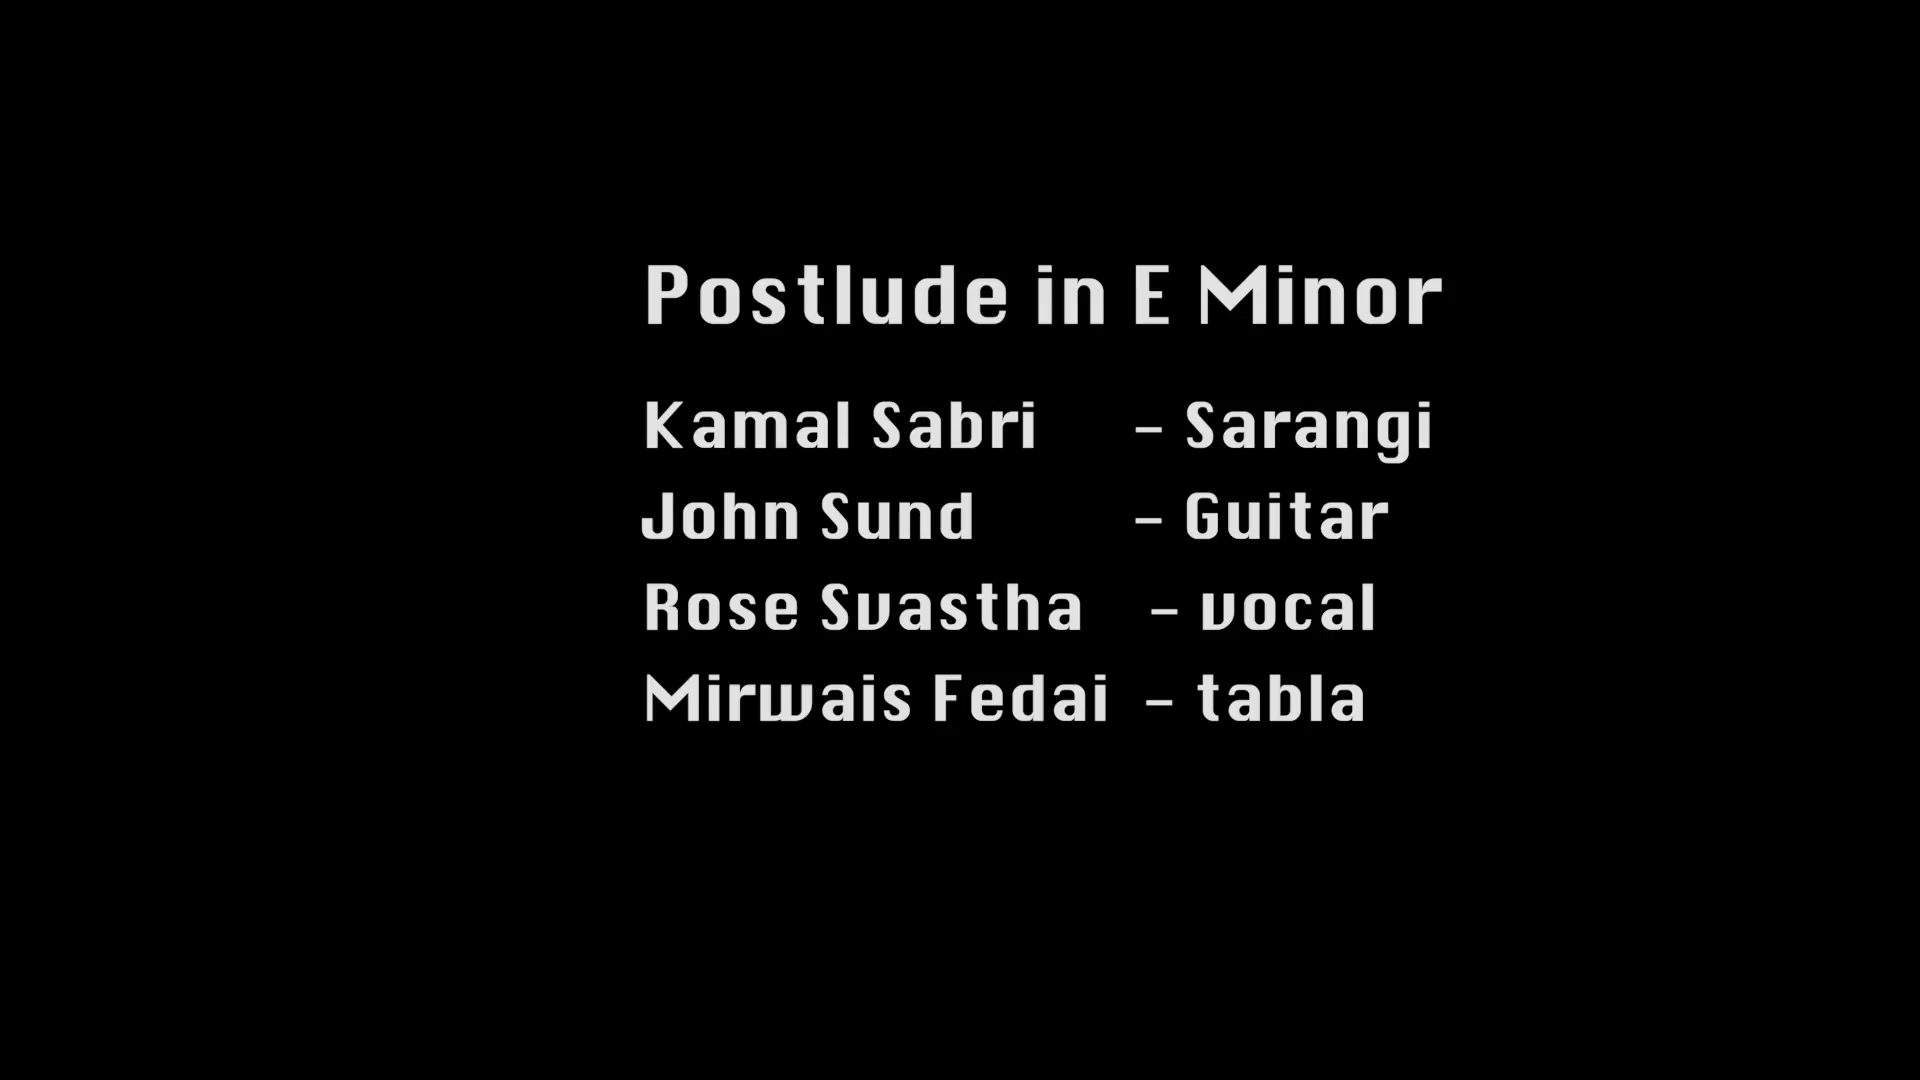 Postlude in E Minor
Kamal Sabri – Sarangi
John Sund – Guitar
Rose Svastha – vocal
Mirwais Fedai – tabla